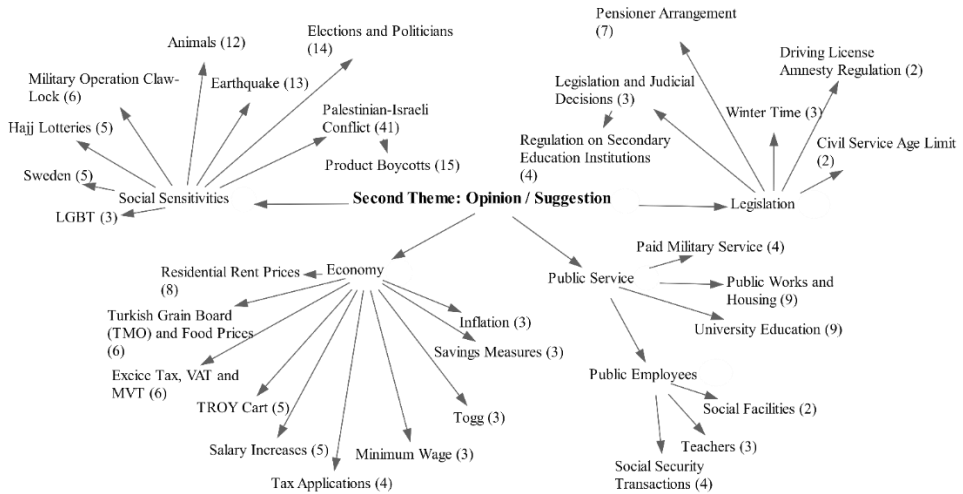 Elections and Politicians
(14)
Animals (12)
Military Operation Claw-
Lock (6)
Earthquake (13)
Hajj Lotteries (5)
Palestinian-Israeli
Conflict (41)
Product Boycotts (15)
Sweden (5)
Social Sensitivities
LGBT (3)
Pensioner Arrangement
(7)
Driving License
Amnesty Regulation (2)
Legislation and Judicial
Decisions (3)
Winter Time (3)
Regulation on Secondary
Education Institutions
(4)
Civil Service Age Limit
(2)
Second Theme: Opinion / Suggestion
Legislation
Economy
Residential Rent Prices
(8)
Turkish Grain Board
(TMO) and Food Prices
(6)
Excice Tax, VAT and
MVT (6)
TROY Cart (5)
Salary Increases (5)
Tax Applications (4)
Minimum Wage (3)
Togg (3)
Savings Measures (3)
Inflation (3)
Public Service
Paid Military Service (4)
Public Works and
Housing (9)
University Education (9)
Public Employees
Social Facilities (2)
Teachers (3)
Social Security
Transactions (4)